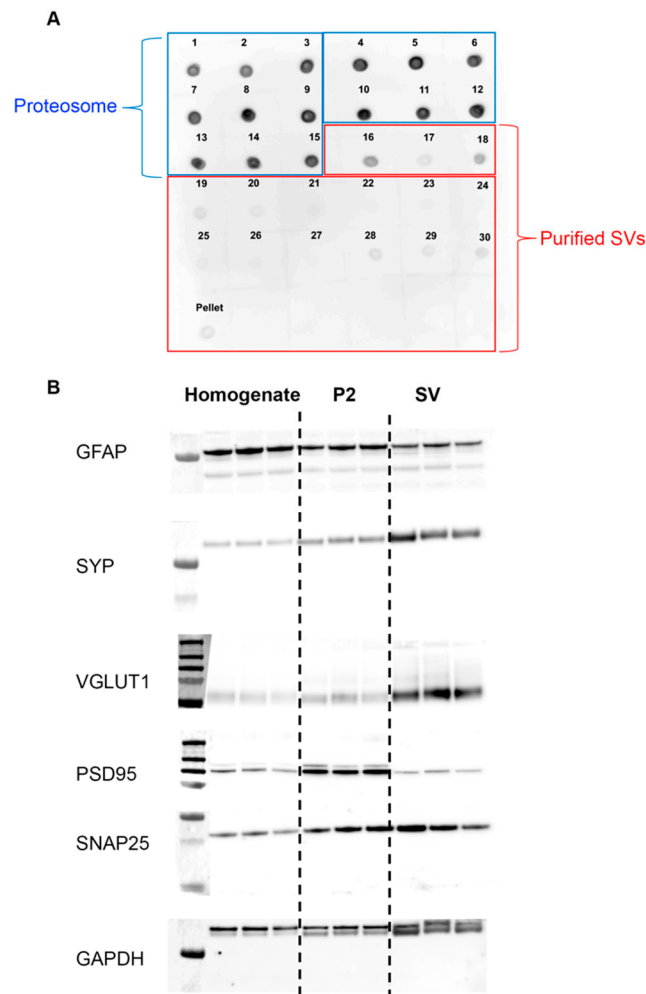 A
1 2 3 4 5 6
Proteosome
7 8 9 10 11 12
13 14 15 16 17 18
19 20 21 22 23 24
Purified SVs
25 26 27 28 29 30
Pellet
B
Homogenate P2 SV
GFAP
SYP
VGLUT1
PSD95
SNAP25
GAPDH